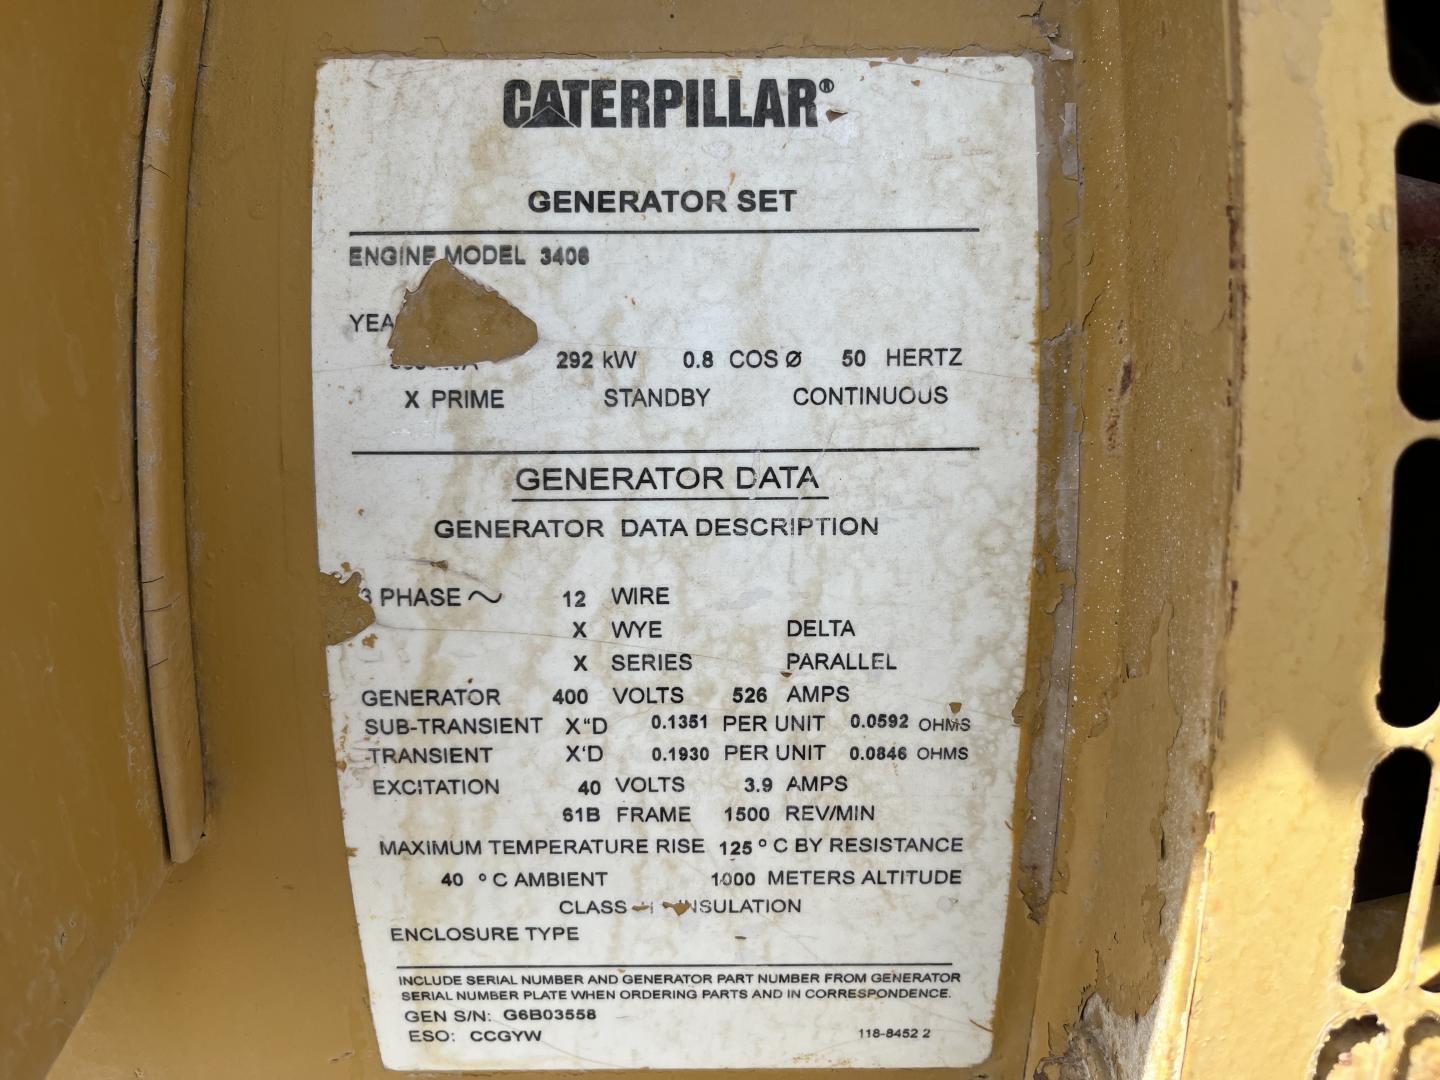 CATERPILLAR®
GENERATOR SET
ENGINE MODEL 3406
292 kW 0.8 COS Ø 50 HERTZ
X PRIME STANDBY CONTINUOUS
GENERATOR DATA
GENERATOR DATA DESCRIPTION
3 PHASE ~ 12 WIRE
X WYE DELTA
X SERIES PARALLEL
GENERATOR 400 VOLTS 526 AMPS
SUB-TRANSIENT X"D 0.1351 PER UNIT 0.0592 OHMS
TRANSIENT X'D 0.1930 PER UNIT 0.0846 OHMS
EXCITATION 40 VOLTS 3.9 AMPS
61B FRAME 1500 REV/MIN
MAXIMUM TEMPERATURE RISE 125 ° C BY RESISTANCE
40 ° C AMBIENT 1000 METERS ALTITUDE
CLASS INSULATION
ENCLOSURE TYPE -
INCLUDE SERIAL NUMBER AND GENERATOR PART NUMBER FROM GENERATOR
SERIAL NUMBER PLATE WHEN ORDERING PARTS AND IN CORRESPONDENCE.
GEN S/N: G6B03558
ESO: CCGYW 118-8452 2